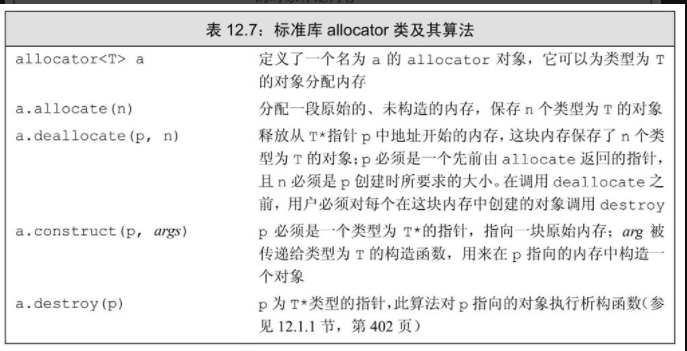 表 12.7：标准库 allocator 类及其算法
allocator<T> a 定义了一个名为 a 的 allocator 对象，它可以为类型为 T
的对象分配内存
a.allocate(n) 分配一段原始的、未构造的内存，保存 n 个类型为 T 的对象
a.deallocate(p, n) 释放从 T*指针 p 中地址开始的内存，这块内存保存了 n 个类
型为 T 的对象；p 必须是一个先前由 allocate 返回的指针，
且 n 必须是 p 创建时所要求的大小。在调用 deallocate 之
前，用户必须对每个在这块内存中创建的对象调用 destroy
a.construct(p, args) p 必须是一个类型为 T*的指针，指向一块原始内存；arg 被
传递给类型为 T 的构造函数，用来在 p 指向的内存中构造一
个对象
a.destroy(p) p 为 T*类型的指针，此算法对 p 指向的对象执行析构函数（参
见 12.1.1 节，第 402 页）